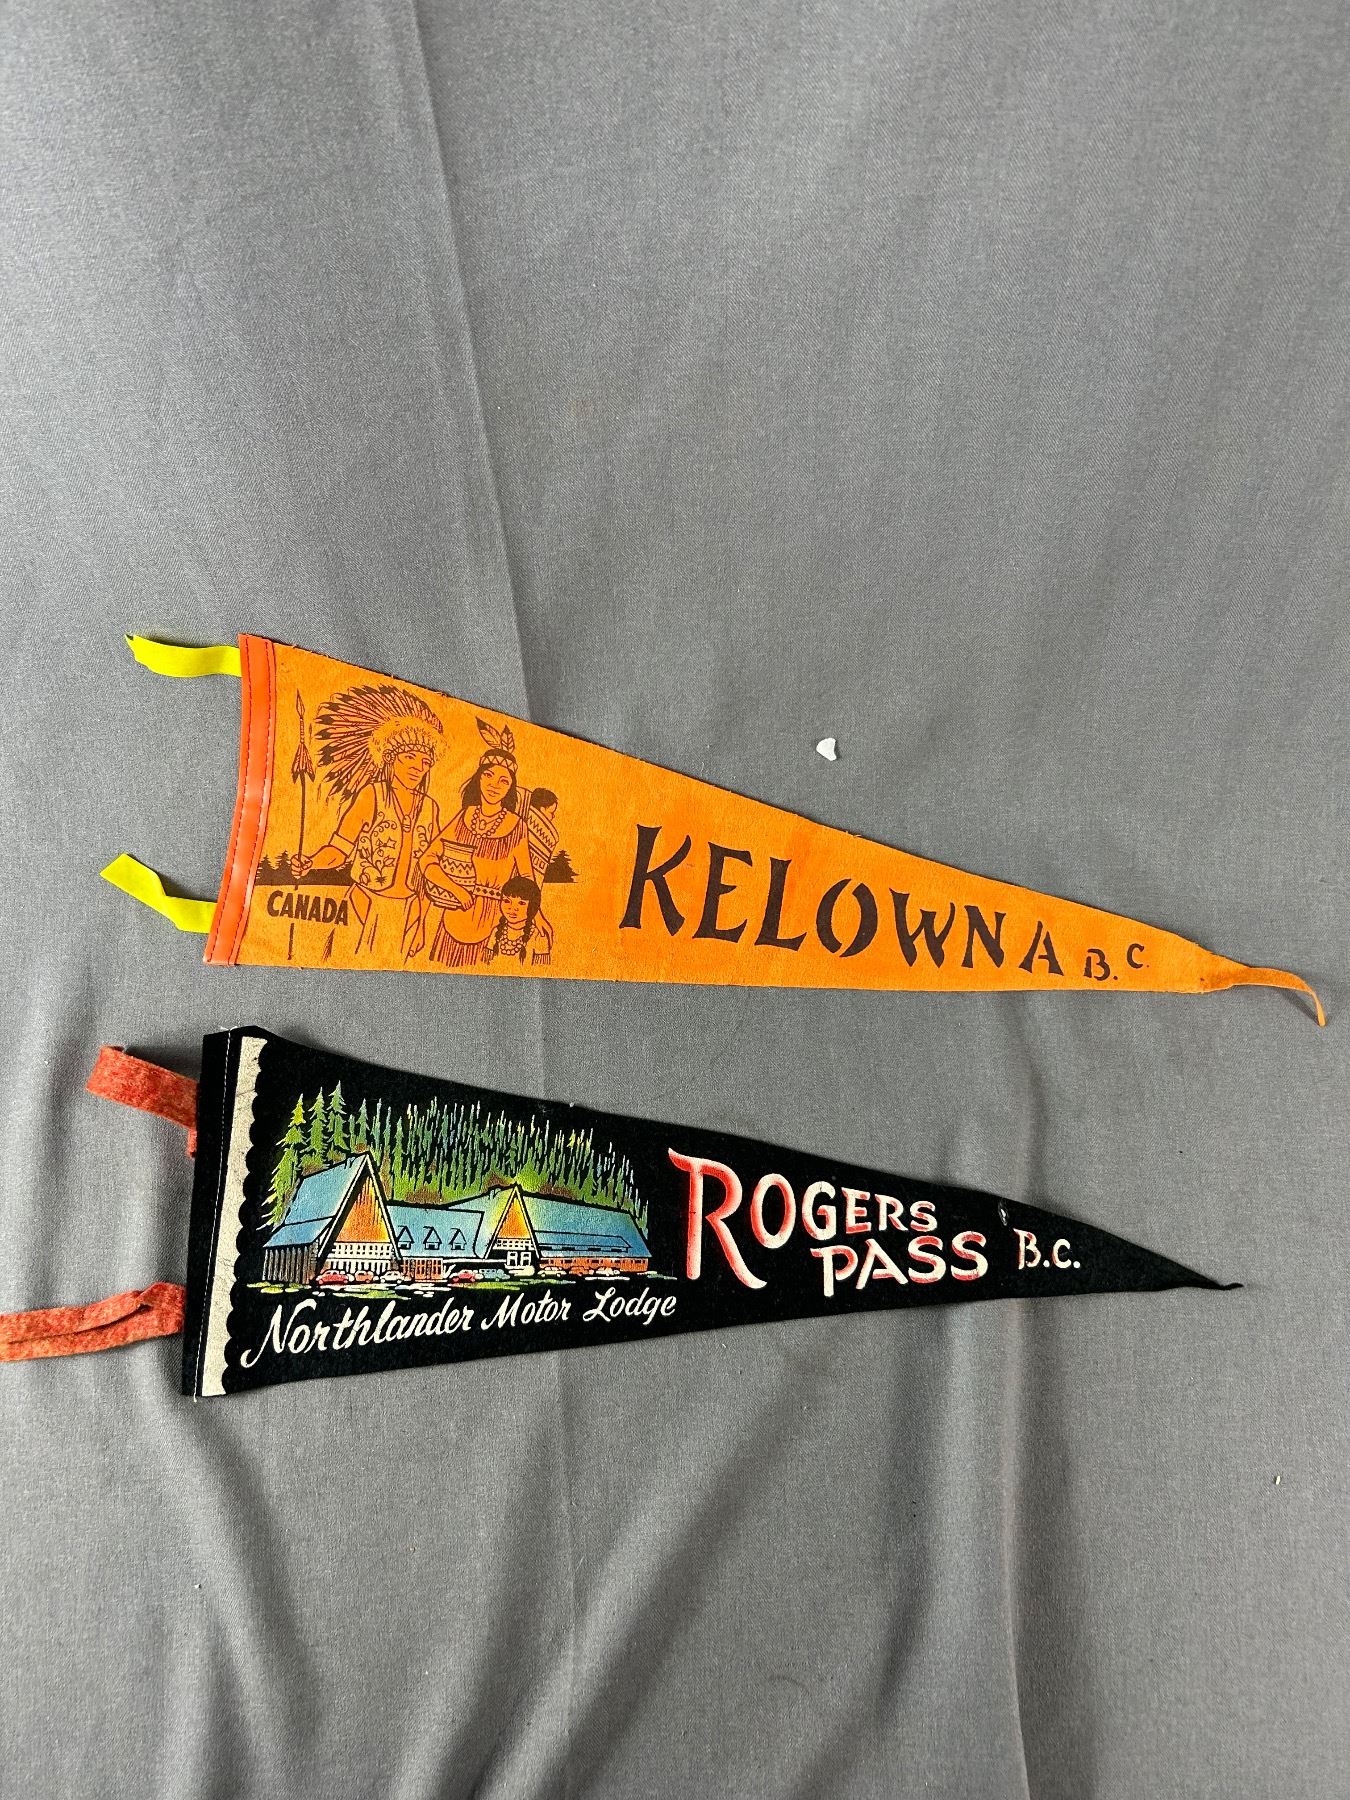 CANADA
KELOWNA B.C.
ROGERS
PASS B.C.
Northlander Motor Lodge